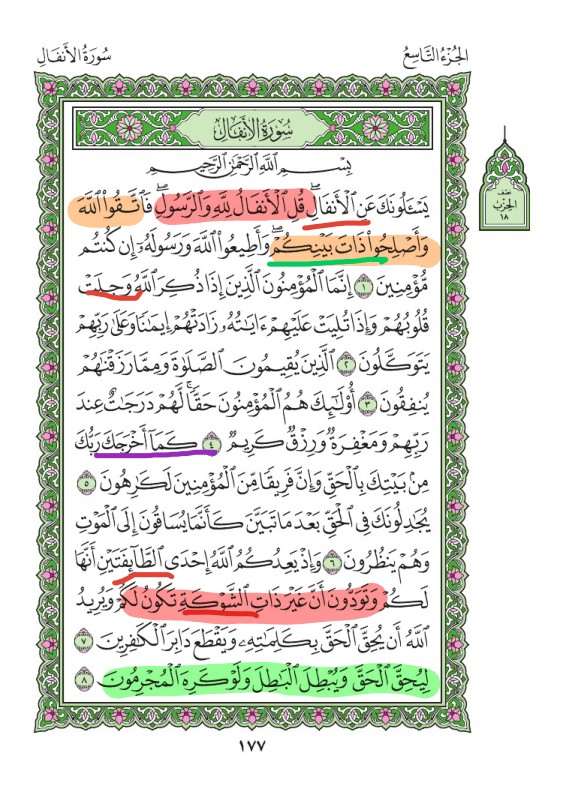 سُورَةُ الأَنفَالِ
الجُزْءُ التَّاسِعُ
سُورَةُ الأَنفَالِ
بِسْمِ اللَّهِ الرَّحْمَٰنِ الرَّحِيمِ
نصف
الحزب
١٨
يَسْـَٔلُونَكَ عَنِ ٱلْأَنفَالِۖ قُلِ ٱلْأَنفَالُ لِلَّهِ وَٱلرَّسُولِۖ فَٱتَّقُوا۟ ٱللَّهَ
وَأَصْلِحُوا۟ ذَاتَ بَيْنِكُمْۖ وَأَطِيعُوا۟ ٱللَّهَ وَرَسُولَهُۥٓ إِن كُنتُم
مُّؤْمِنِينَ ١ إِنَّمَا ٱلْمُؤْمِنُونَ ٱلَّذِينَ إِذَا ذُكِرَ ٱللَّهُ وَجِلَتْ
قُلُوبُهُمْ وَإِذَا تُلِيَتْ عَلَيْهِمْ ءَايَٰتُهُۥ زَادَتْهُمْ إِيمَٰنًا وَعَلَىٰ رَبِّهِمْ
يَتَوَكَّلُونَ ٢ ٱلَّذِينَ يُقِيمُونَ ٱلصَّلَوٰةَ وَمِمَّا رَزَقْنَٰهُمْ
يُنفِقُونَ ٣ أُو۟لَٰٓئِكَ هُمُ ٱلْمُؤْمِنُونَ حَقًّاۚ لَّهُمْ دَرَجَٰتٌ عِندَ
رَبِّهِمْ وَمَغْفِرَةٌ وَرِزْقٌ كَرِيمٌ ٤ كَمَآ أَخْرَجَكَ رَبُّكَ
مِنۢ بَيْتِكَ بِٱلْحَقِّ وَإِنَّ فَرِيقًا مِّنَ ٱلْمُؤْمِنِينَ لَكَٰرِهُونَ ٥
يُجَٰدِلُونَكَ فِى ٱلْحَقِّ بَعْدَ مَا تَبَيَّنَ كَأَنَّمَا يُسَاقُونَ إِلَى ٱلْمَوْتِ
وَهُمْ يَنظُرُونَ ٦ وَإِذْ يَعِدُكُمُ ٱللَّهُ إِحْدَى ٱلطَّآئِفَتَيْنِ أَنَّهَا
لَكُمْ وَتَوَدُّونَ أَنَّ غَيْرَ ذَاتِ ٱلشَّوْكَةِ تَكُونُ لَكُمْ وَيُرِيدُ
ٱللَّهُ أَن يُحِقَّ ٱلْحَقَّ بِكَلِمَٰتِهِۦ وَيَقْطَعَ دَابِرَ ٱلْكَٰفِرِينَ ٧
لِيُحِقَّ ٱلْحَقَّ وَيُبْطِلَ ٱلْبَٰطِلَ وَلَوْ كَرِهَ ٱلْمُجْرِمُونَ ٨
١٧٧